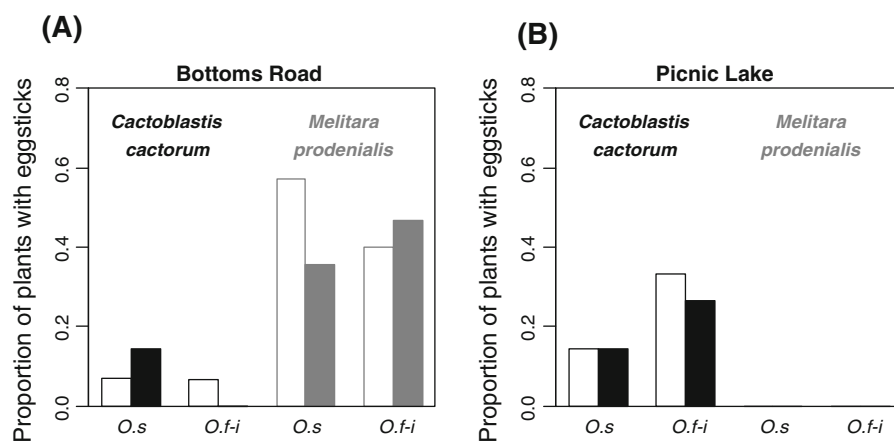 (A)
Bottoms Road
Proportion of plants with eggsticks
0.8
0.6
0.4
0.2
0.0
Cactoblastis
cactorum
Melitara
prodenialis
O.s
O.f-i
O.s
O.f-i
(B)
Picnic Lake
Proportion of plants with eggsticks
0.8
0.6
0.4
0.2
0.0
Cactoblastis
cactorum
Melitara
prodenialis
O.s
O.f-i
O.s
O.f-i